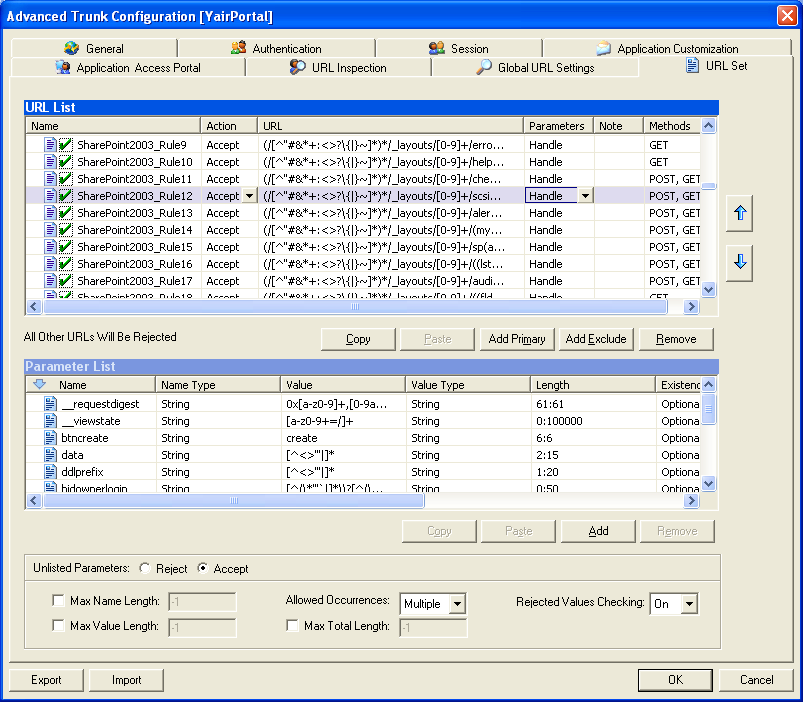 Advanced Trunk Configuration [YairPortal]
General Authentication Session Application Customization
Application Access Portal URL Inspection Global URL Settings URL Set
URL List
Name Action URL Parameters Note Methods
SharePoint2003_Rule9 Accept (/[^"#&*+:<>?\{|}~]*)*/_layouts/[0-9]+/erro... Handle GET
SharePoint2003_Rule10 Accept (/[^"#&*+:<>?\{|}~]*)*/_layouts/[0-9]+/help... Handle GET
SharePoint2003_Rule11 Accept (/[^"#&*+:<>?\{|}~]*)*/_layouts/[0-9]+/che... Handle POST, GET
SharePoint2003_Rule12 Accept (/[^"#&*+:<>?\{|}~]*)*/_layouts/[0-9]+/scsi... Handle POST, GET
SharePoint2003_Rule13 Accept (/[^"#&*+:<>?\{|}~]*)*/_layouts/[0-9]+/aler... Handle POST, GET
SharePoint2003_Rule14 Accept (/[^"#&*+:<>?\{|}~]*)*/_layouts/[0-9]+/(my... Handle POST, GET
SharePoint2003_Rule15 Accept (/[^"#&*+:<>?\{|}~]*)*/_layouts/[0-9]+/sp(a... Handle POST, GET
SharePoint2003_Rule16 Accept (/[^"#&*+:<>?\{|}~]*)*/_layouts/[0-9]+/((lst... Handle POST, GET
SharePoint2003_Rule17 Accept (/[^"#&*+:<>?\{|}~]*)*/_layouts/[0-9]+/audi... Handle POST, GET
SharePoint2003_Rule18 Accept (/[^"#&*+:<>?\{|}~]*)*/_layouts/[0-9]+/((fld... Handle GET
All Other URLs Will Be Rejected Copy Paste Add Primary Add Exclude Remove
Parameter List
Name Name Type Value Value Type Length Existenc
__requestdigest String 0x[a-z0-9]+,[0-9a... String 61:61 Optiona
__viewstate String [a-z0-9+=/]+ String 0:100000 Optiona
btncreate String create String 6:6 Optiona
data String [^<>'"|]* String 2:15 Optiona
ddlprefix String [^<>'"|]* String 1:20 Optiona
hidownerlogin String String 0:50 Optiona
Copy Paste Add Remove
Unlisted Parameters: Reject Accept
Max Name Length: -1 Allowed Occurrences: Multiple Rejected Values Checking: On
Max Value Length: -1 Max Total Length: -1
Export Import OK Cancel